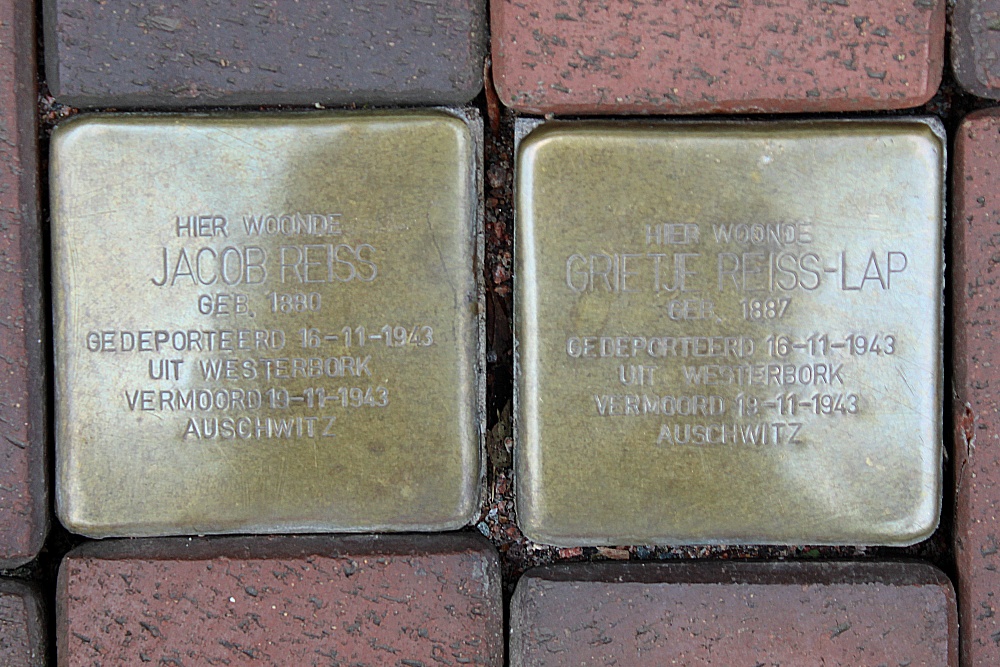 HIER WOONDE
JACOB REISS
GEB. 1880
GEDEPORTEERD 16-11-1943
UIT WESTERBORK
VERMOORD 19-11-1943
AUSCHWITZ
HIER WOONDE
GRIETJE REISS-LAP
GEB. 1887
GEDEPORTEERD 16-11-1943
UIT WESTERBORK
VERMOORD 19-11-1943
AUSCHWITZ